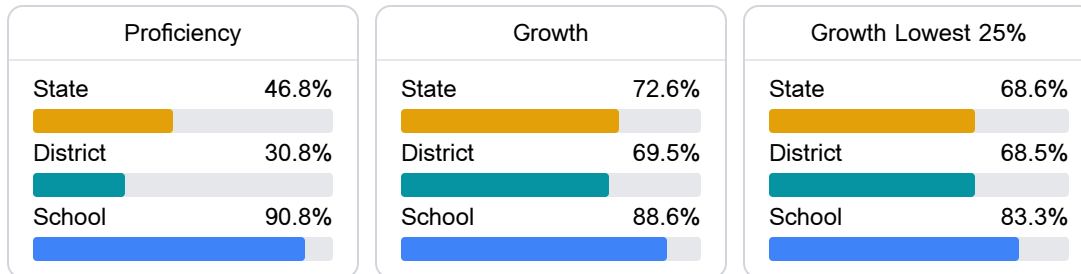 Proficiency
State 46.8%
District 30.8%
School 90.8%
Growth
State 72.6%
District 69.5%
School 88.6%
Growth Lowest 25%
State 68.6%
District 68.5%
School 83.3%